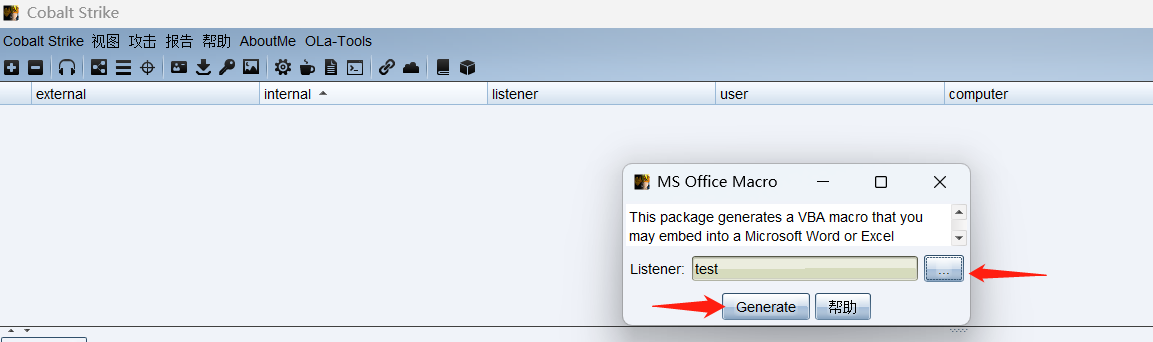 Cobalt Strike
Cobalt Strike 视图 攻击 报告 帮助 AboutMe OLa-Tools
external internal listener user computer
MS Office Macro
This package generates a VBA macro that you
may embed into a Microsoft Word or Excel
Listener: test ...
Generate 帮助